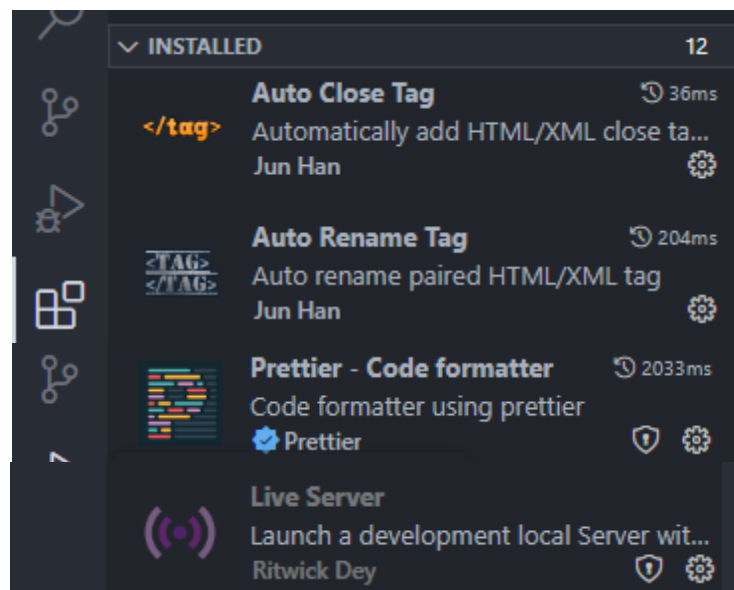 INSTALLED 12
</tag> Auto Close Tag 36ms
Automatically add HTML/XML close ta...
Jun Han
Auto Rename Tag 204ms
<TAG>
</TAG>
Auto rename paired HTML/XML tag
Jun Han
Prettier - Code formatter 2033ms
Code formatter using prettier
Prettier
Live Server
Launch a development local Server wit...
Ritwick Dey